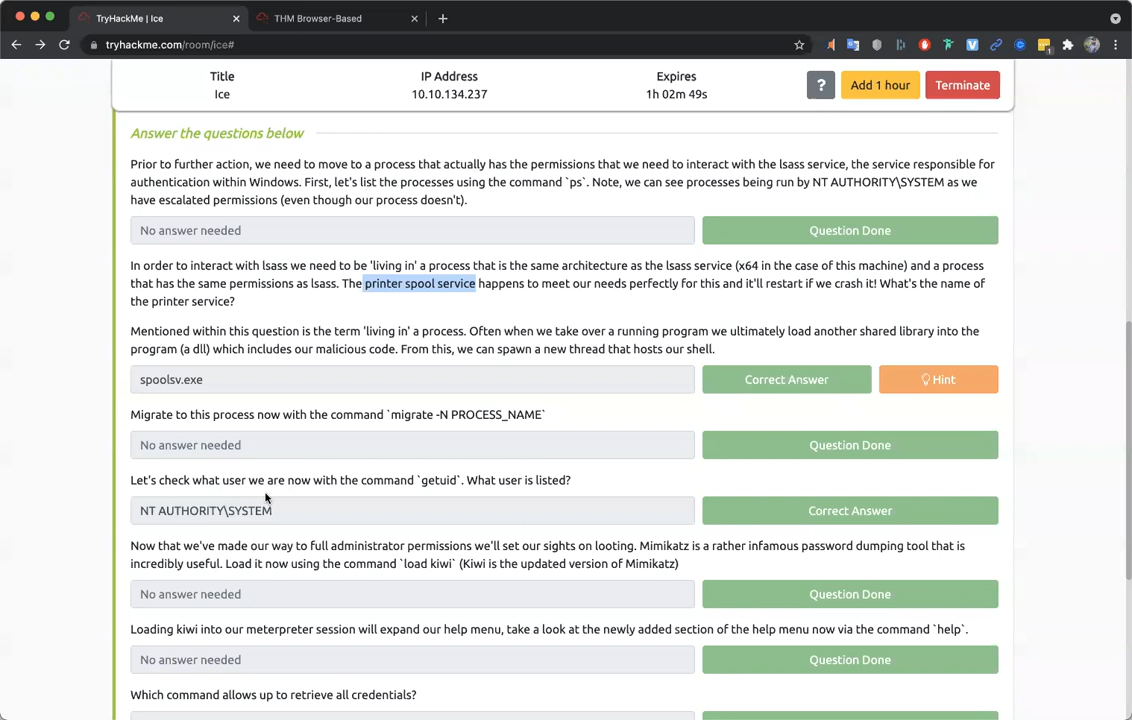 TryHackMe | Ice
THM Browser-Based
tryhackme.com/room/ice#
1
Title
IP Address
Expires
Ice
10.10.134.237
1h 02m 49s
?
Add 1 hour
Terminate
Answer the questions below
Prior to further action, we need to move to a process that actually has the permissions that we need to interact with the lsass service, the service responsible for
authentication within Windows. First, let's list the processes using the command `ps`. Note, we can see processes being run by NT AUTHORITY\SYSTEM as we
have escalated permissions (even though our process doesn't).
No answer needed
Question Done
In order to interact with lsass we need to be 'living in' a process that is the same architecture as the lsass service (x64 in the case of this machine) and a process
that has the same permissions as lsass. The printer spool service happens to meet our needs perfectly for this and it'll restart if we crash it! What's the name of
the printer service?
Mentioned within this question is the term 'living in' a process. Often when we take over a running program we ultimately load another shared library into the
program (a dll) which includes our malicious code. From this, we can spawn a new thread that hosts our shell.
spoolsv.exe
Correct Answer
Hint
Migrate to this process now with the command `migrate -N PROCESS_NAME`
No answer needed
Question Done
Let's check what user we are now with the command `getuid`. What user is listed?
NT AUTHORITY\SYSTEM
Correct Answer
Now that we've made our way to full administrator permissions we'll set our sights on looting. Mimikatz is a rather infamous password dumping tool that is
incredibly useful. Load it now using the command `load kiwi` (Kiwi is the updated version of Mimikatz)
No answer needed
Question Done
Loading kiwi into our meterpreter session will expand our help menu, take a look at the newly added section of the help menu now via the command `help`.
No answer needed
Question Done
Which command allows up to retrieve all credentials?